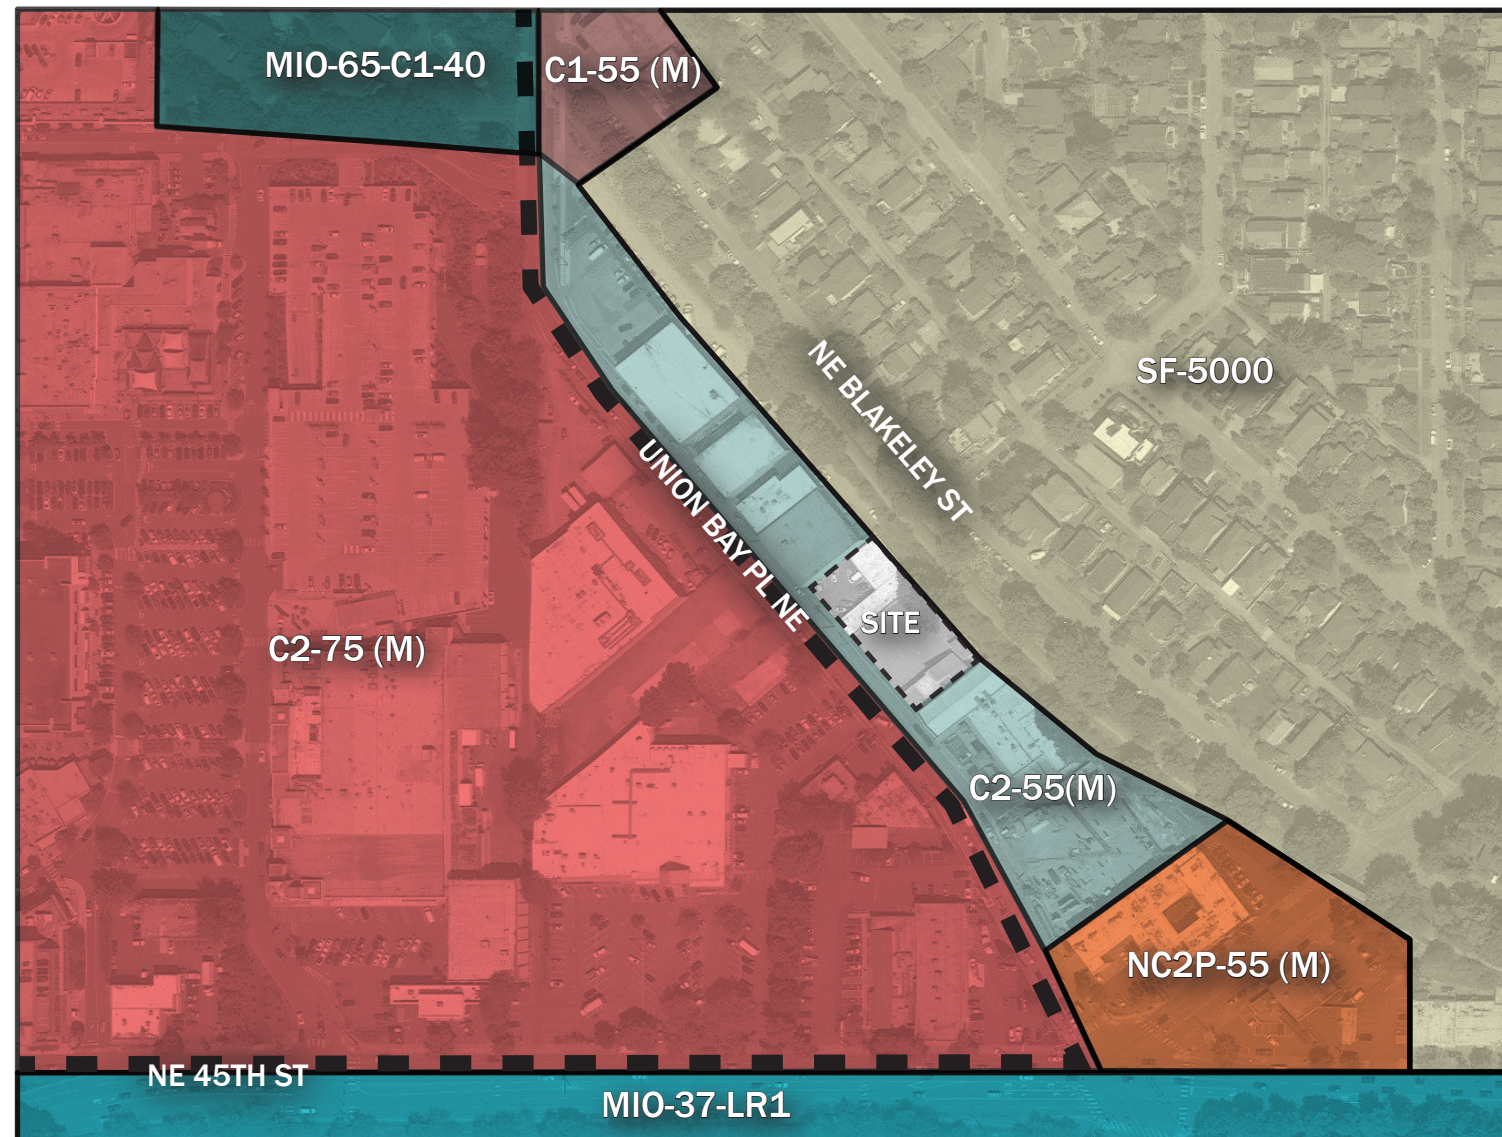 MIO-65-C1-40
C1-55 (M)
NE BLAKELEY ST
SF-5000
UNION BAY PL NE
SITE
C2-75 (M)
C2-55(M)
NC2P-55 (M)
NE 45TH ST
MIO-37-LR1